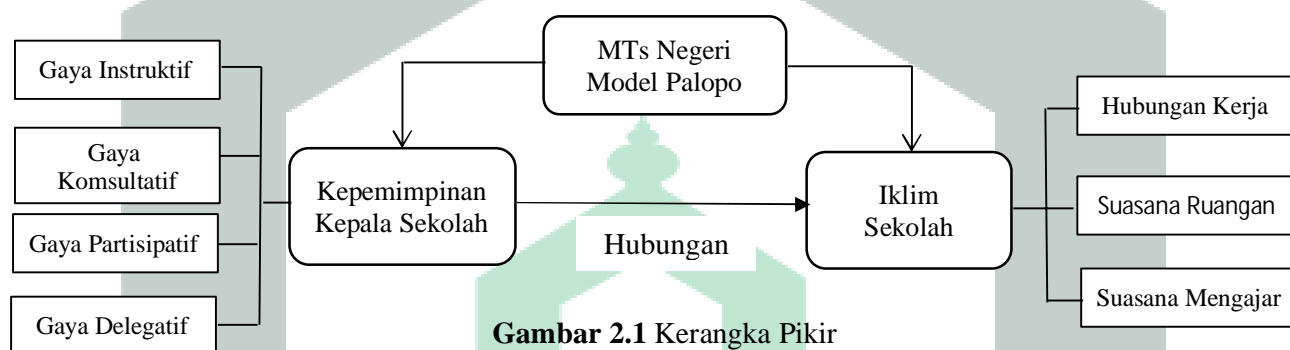 MTs Negeri
Model Palopo
Gaya Instruktif
Gaya
Komsultatif
Gaya Partisipatif
Gaya Delegatif
Kepemimpinan
Kepala Sekolah
Hubungan
Iklim
Sekolah
Hubungan Kerja
Suasana Ruangan
Suasana Mengajar
Gambar 2.1 Kerangka Pikir